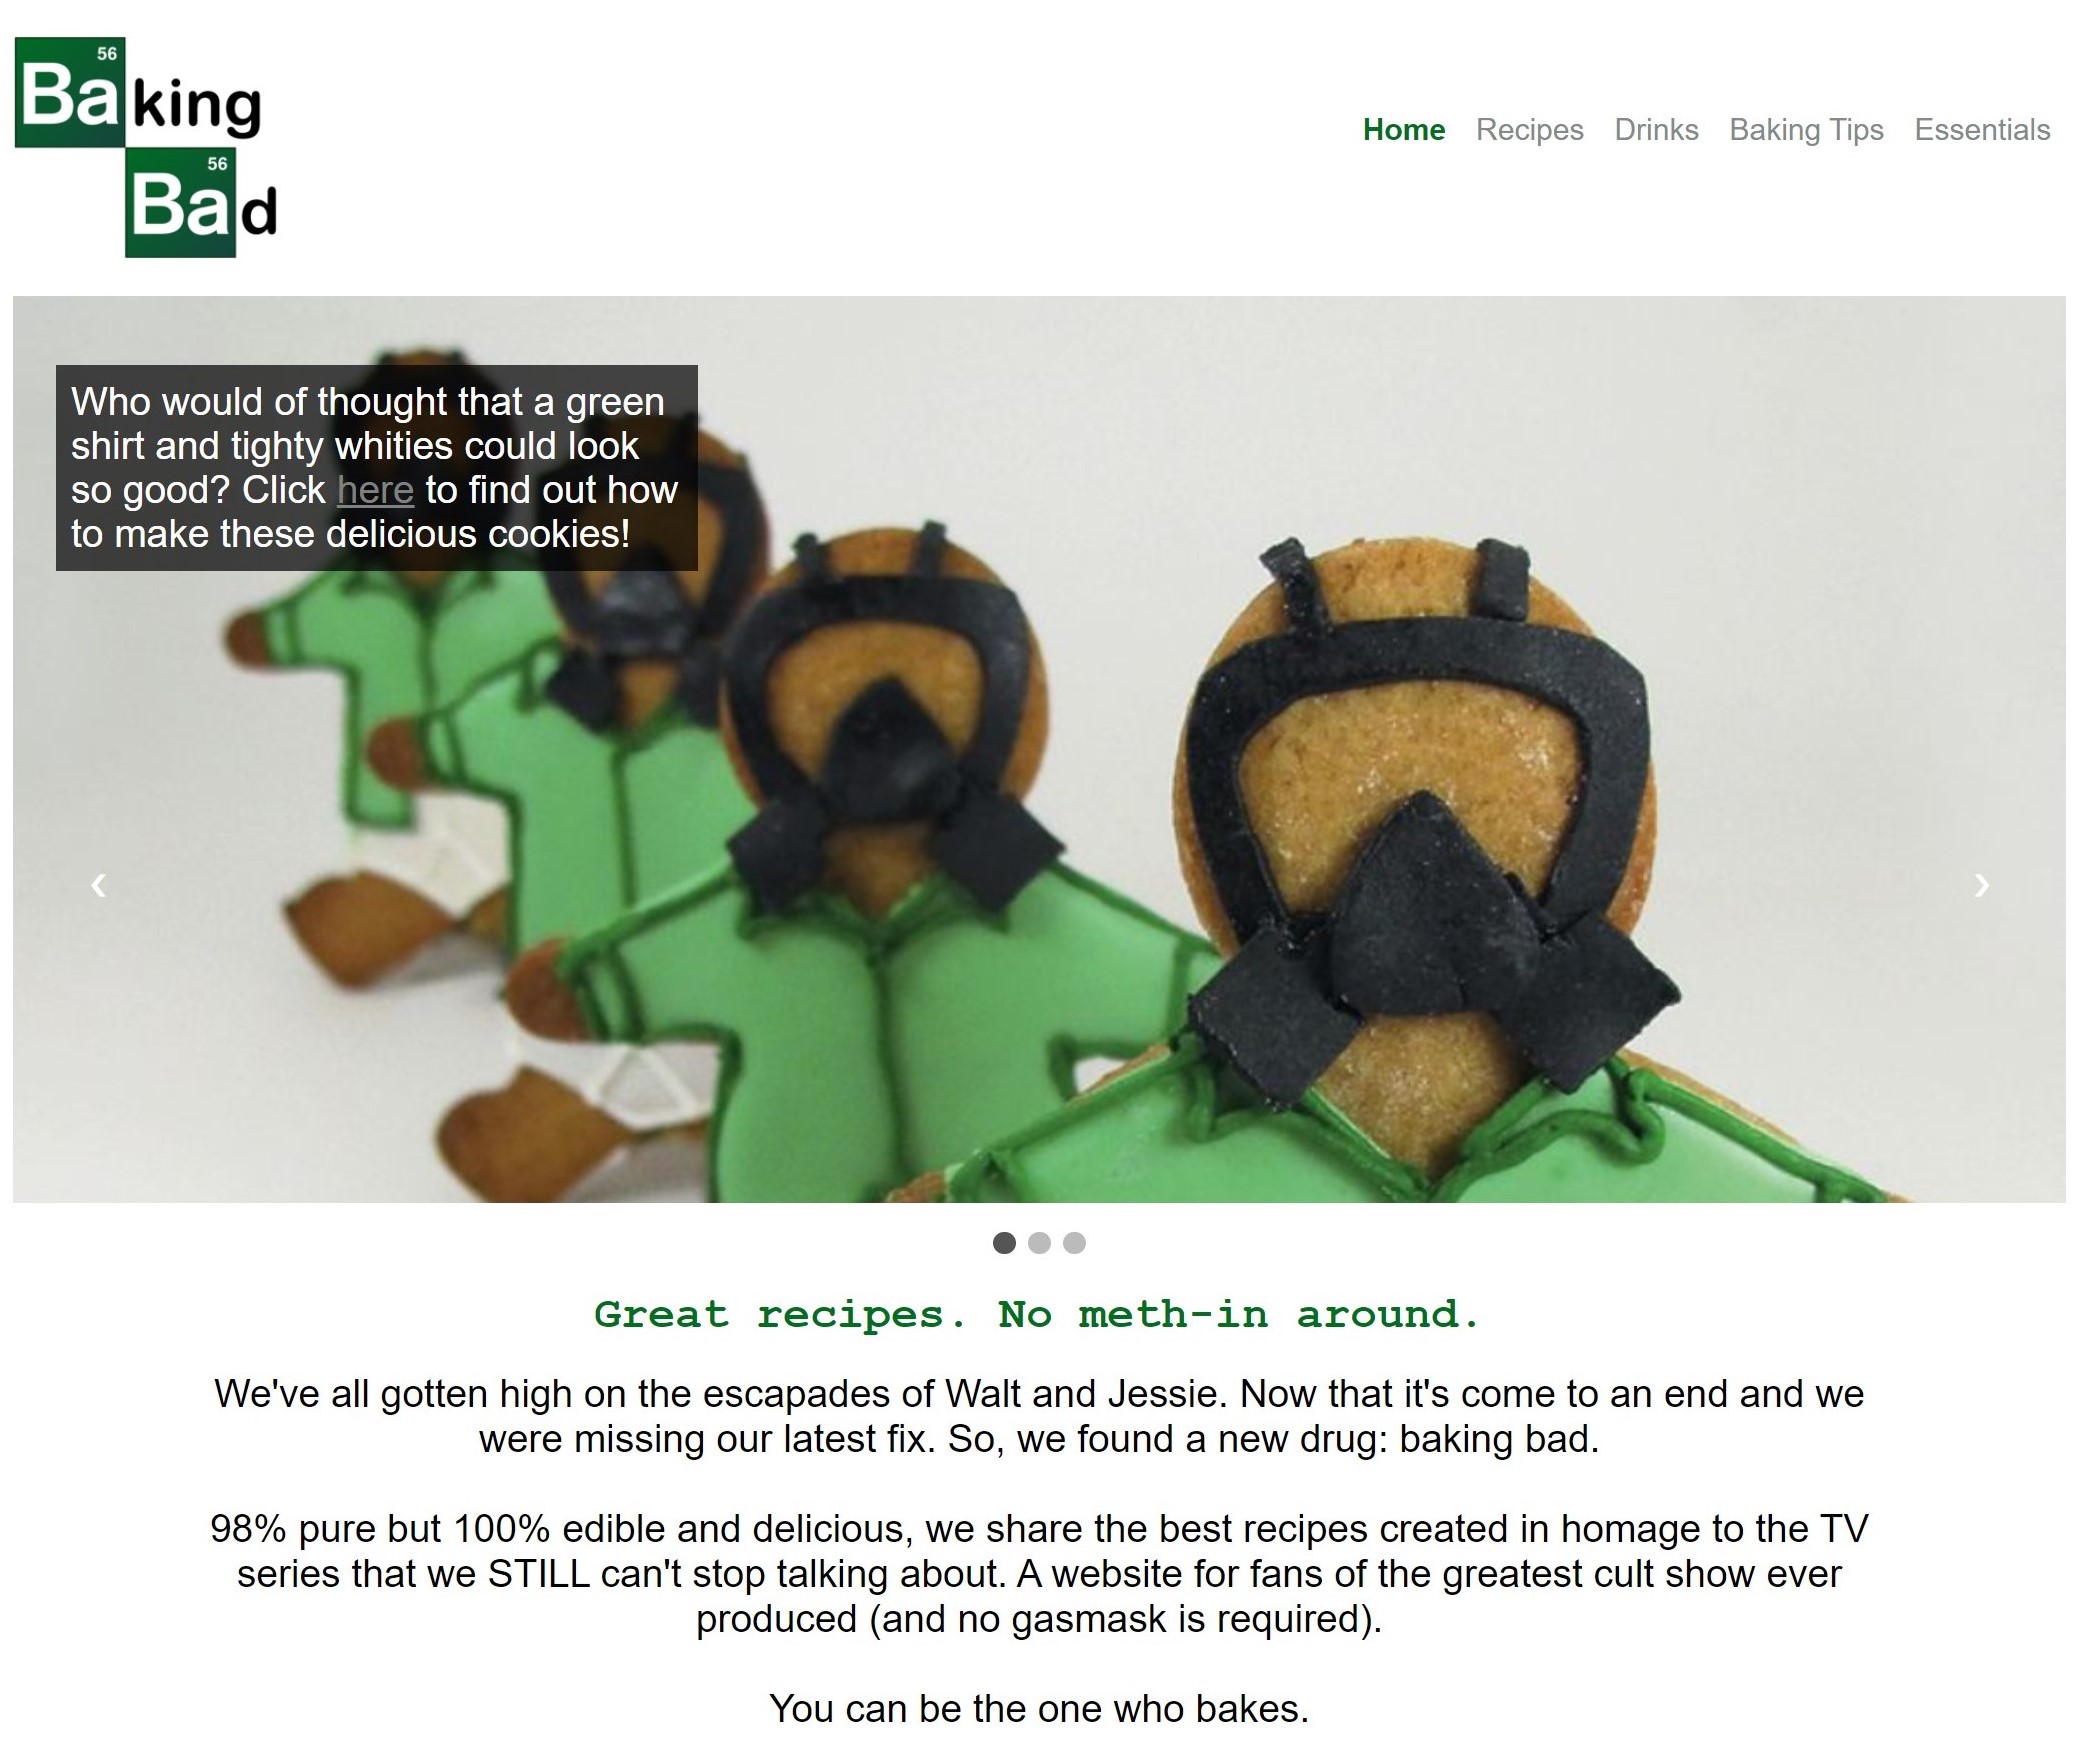 56
Baking
56
Bad
Home Recipes Drinks Baking Tips Essentials
Who would of thought that a green
shirt and tighty whities could look
so good? Click here to find out how
to make these delicious cookies!
‹ ›
Great recipes. No meth-in around.
We've all gotten high on the escapades of Walt and Jessie. Now that it's come to an end and we
were missing our latest fix. So, we found a new drug: baking bad.
98% pure but 100% edible and delicious, we share the best recipes created in homage to the TV
series that we STILL can't stop talking about. A website for fans of the greatest cult show ever
produced (and no gasmask is required).
You can be the one who bakes.